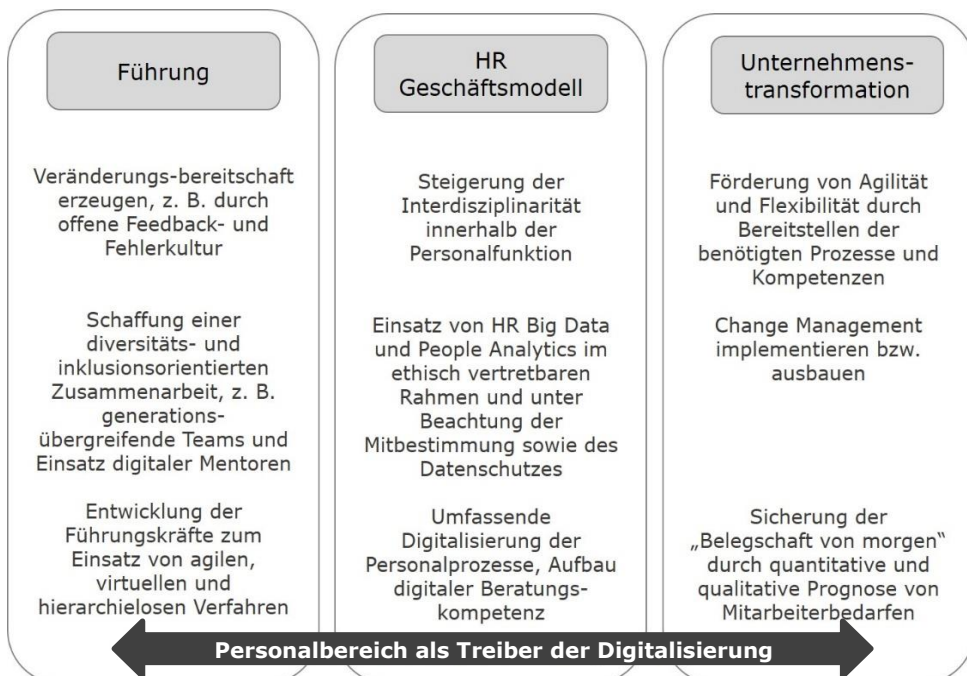 Führung
Veränderungs-bereitschaft
erzeugen, z. B. durch
offene Feedback- und
Fehlerkultur
Schaffung einer
diversitäts- und
inklusionsorientierten
Zusammenarbeit, z. B.
generations-
übergreifende Teams und
Einsatz digitaler Mentoren
Entwicklung der
Führungskräfte zum
Einsatz von agilen,
virtuellen und
hierarchielosen Verfahren
HR
Geschäftsmodell
Steigerung der
Interdisziplinarität
innerhalb der
Personalfunktion
Einsatz von HR Big Data
und People Analytics im
ethisch vertretbaren
Rahmen und unter
Beachtung der
Mitbestimmung sowie des
Datenschutzes
Umfassende
Digitalisierung der
Personalprozesse, Aufbau
digitaler Beratungs-
kompetenz
Unternehmens-
transformation
Förderung von Agilität
und Flexibilität durch
Bereitstellen der
benötigten Prozesse und
Kompetenzen
Change Management
implementieren bzw.
ausbauen
Sicherung der
„Belegschaft von morgen“
durch quantitative und
qualitative Prognose von
Mitarbeiterbedarfen
Personalbereich als Treiber der Digitalisierung